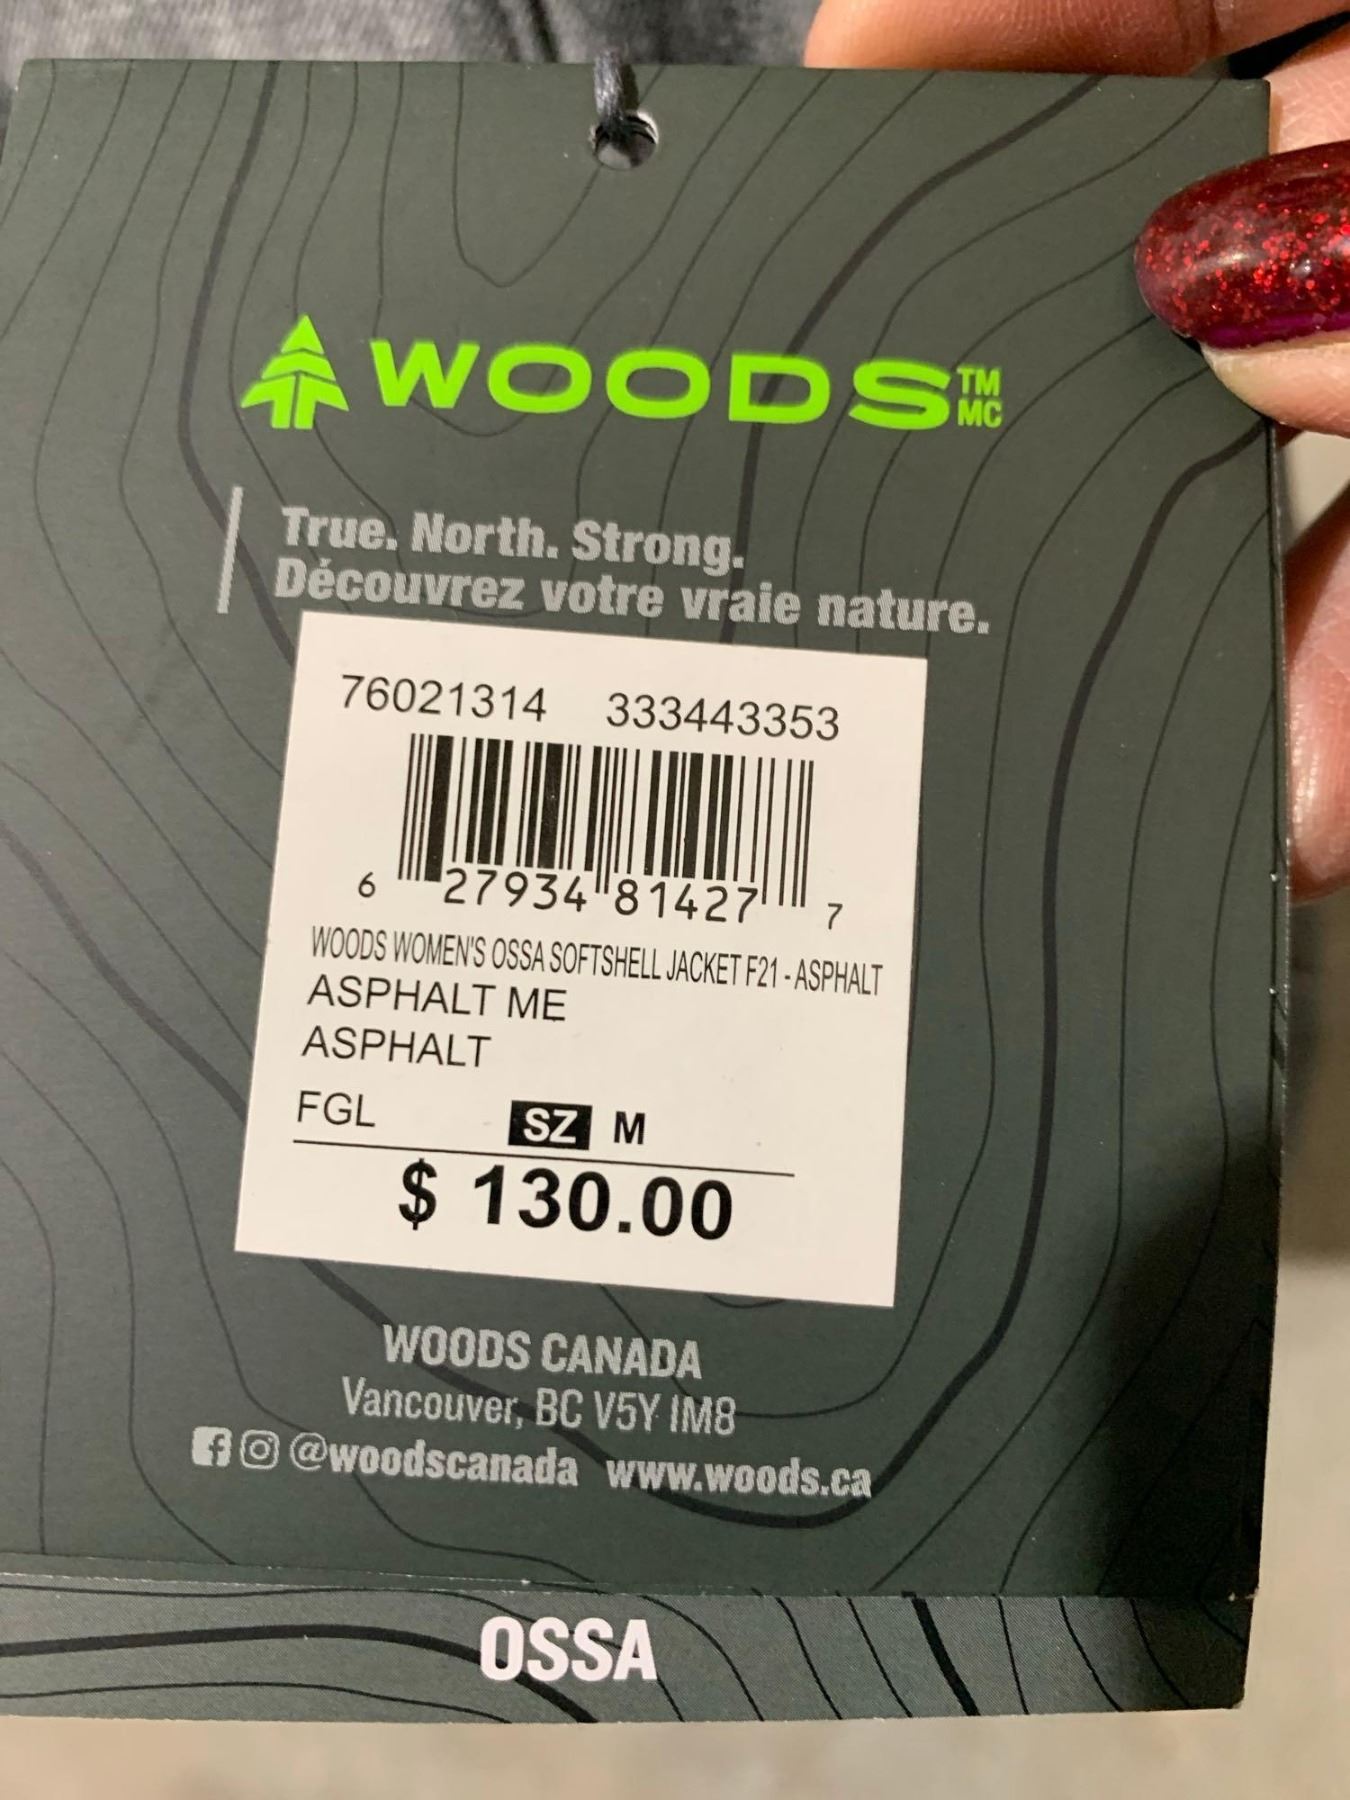 WOODS TM MC
True. North. Strong.
Découvrez votre vraie nature.
76021314 333443353
6 27934 81427 7
WOODS WOMEN'S OSSA SOFTSHELL JACKET F21 - ASPHALT
ASPHALT ME
ASPHALT
FGL SZ M
$ 130.00
WOODS CANADA
Vancouver, BC V5Y 1M8
@woodscanada www.woods.ca
OSSA